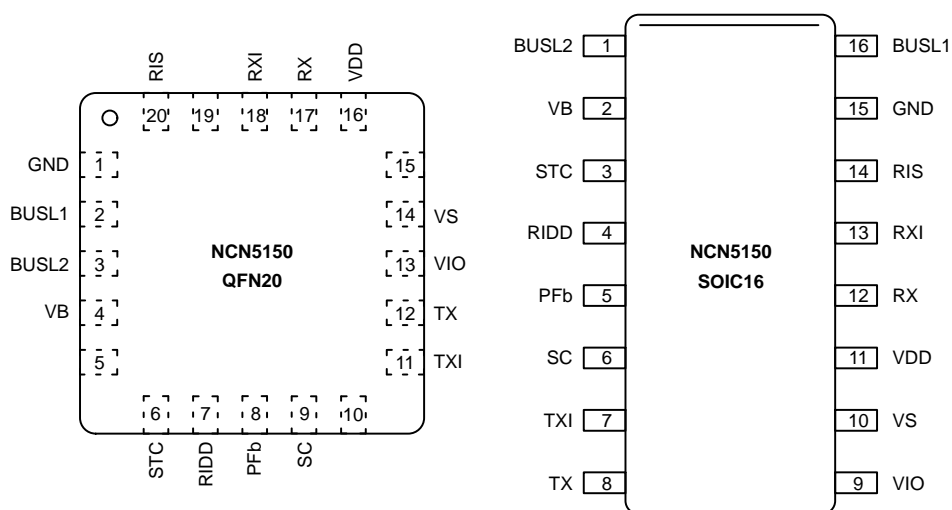 RIS
RXI
RX
VDD
20 19 18 17 16
GND 1 15
BUSL1 2 14 VS
BUSL2 3 13 VIO
VB 4 12 TX
5 11 TXI
NCN5150
QFN20
6 7 8 9 10
STC
RIDD
PFb
SC
BUSL2 1 16 BUSL1
VB 2 15 GND
STC 3 14 RIS
RIDD 4 13 RXI
NCN5150
SOIC16
PFb 5 12 RX
SC 6 11 VDD
TXI 7 10 VS
TX 8 9 VIO